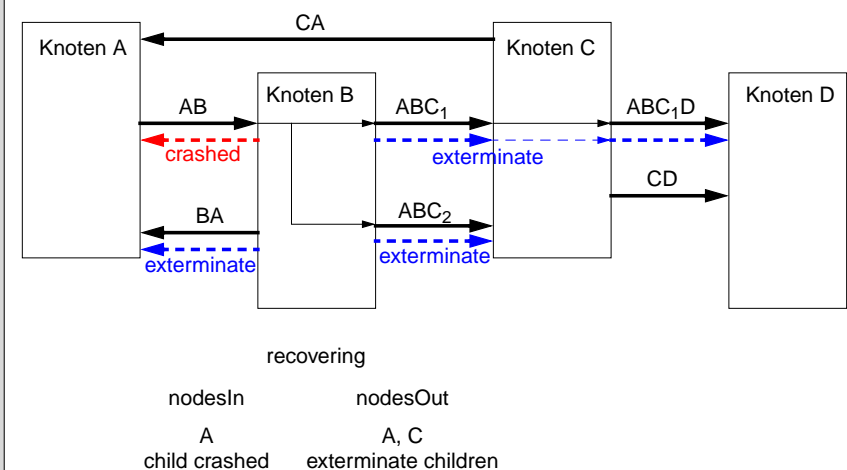 CA
Knoten A
Knoten C
Knoten B
Knoten D
AB
ABC₁
ABC₁D
crashed
exterminate
CD
BA
ABC₂
exterminate
exterminate
recovering
nodesIn
nodesOut
A
A, C
child crashed
exterminate children